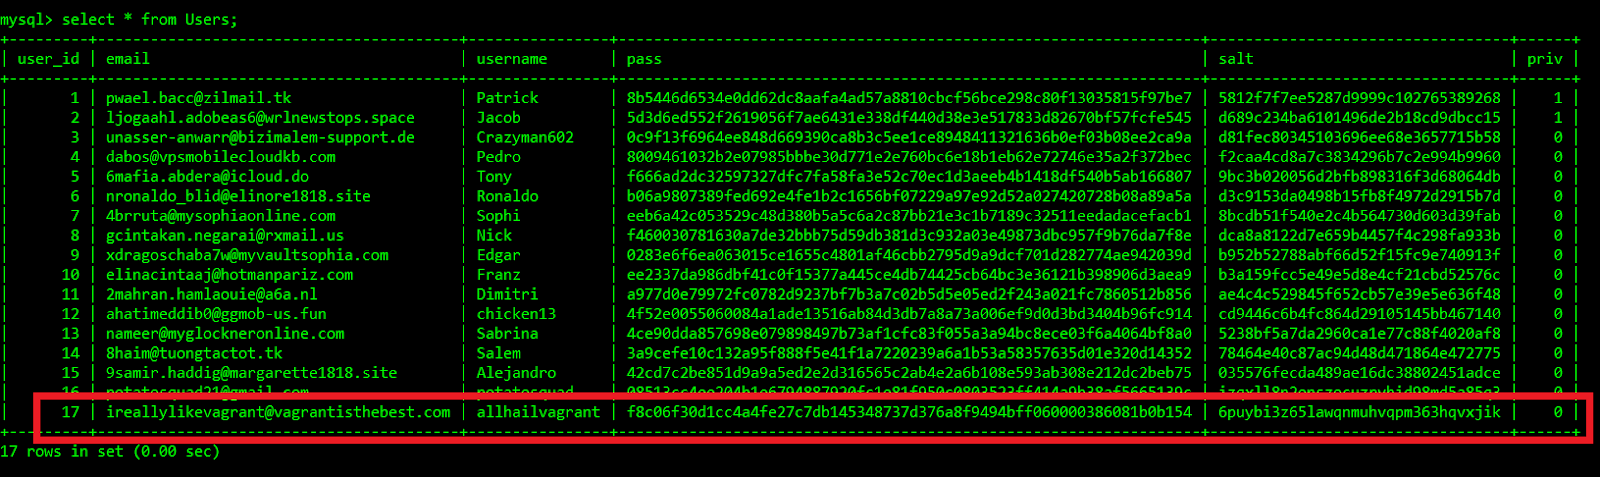 mysql> select * from Users;
| user_id | email | username | pass | salt | priv |
| 1 | pwael.bacc@zilmail.tk | Patrick | 8b5446d6534e0dd62dc8aafa4ad57a8810cbcf56bce298c80f13035815f97be7 | 5812f7f7ee5287d9999c102765389268 | 1 |
| 2 | ljogaahl.adobeas6@wrlnewstops.space | Jacob | 5d3d6ed552f2619056f7ae6431e338df440d38e3e517833d82670bf57fcfe545 | d689c234ba6101496de2b18cd9dbcc15 | 1 |
| 3 | unasser-anwarr@bizimalem-support.de | Crazyman602 | 0c9f13f6964ee848d669390ca8b3c5ee1ce8948411321636b0ef03b08ee2ca9a | d81fec80345103696ee68e3657715b58 | 0 |
| 4 | dabos@vpsmobilecloudkb.com | Pedro | 8009461032b2e07985bbbe30d771e2e760bc6e18b1eb62e72746e35a2f372bec | f2caa4cd8a7c3834296b7c2e994b9960 | 0 |
| 5 | 6mafia.abdera@icloud.do | Tony | f666ad2dc32597327dfc7fa58fa3e52c70ec1d3aeeb4b1418df540b5ab166807 | 9bc3b020056d2bfb898316f3d68064db | 0 |
| 6 | nronaldo_blid@elinore1818.site | Ronaldo | b06a9807389fed692e4fe1b2c1656bf07229a97e92d52a027420728b08a89a5a | d3c9153da0498b15fb8f4972d2915b7d | 0 |
| 7 | 4brruta@mysophiaonline.com | Sophi | eeb6a42c053529c48d380b5a5c6a2c87bb21e3c1b7189c32511eedadacefacb1 | 8bcdb51f540e2c4b564730d603d39fab | 0 |
| 8 | gcintakan.negarai@rxmail.us | Nick | f460030781630a7de32bbb75d59db381d3c932a03e49873dbc957f9b76da7f8e | dca8a8122d7e659b4457f4c298fa933b | 0 |
| 9 | xdragoschaba7w@myvaultsophia.com | Edgar | 0283e6f6ea063015ce1655c4801af46cbb2795d9a9dcf701d282774ae942039d | b952b52788abf66d52f15fc9e740913f | 0 |
| 10 | elinacintaaj@hotmanpariz.com | Franz | ee2337da986dbf41c0f15377a445ce4db74425cb64bc3e36121b398906d3aea9 | b3a159fcc5e49e5d8e4cf21cbd52576c | 0 |
| 11 | 2mahran.hamlaouie@a6a.nl | Dimitri | a977d0e79972fc0782d9237bf7b3a7c02b5d5e05ed2f243a021fc7860512b856 | ae4c4c529845f652cb57e39e5e636f48 | 0 |
| 12 | ahatimeddib0@ggmob-us.fun | chicken13 | 4f52e0055060084a1ade13516ab84d3db7a8a73a006ef9d0d3bd3404b96fc914 | cd9446c6b4fc864d29105145bb467140 | 0 |
| 13 | nameer@myglockneronline.com | Sabrina | 4ce90dda857698e079898497b73af1cfc83f055a3a94bc8ece03f6a4064bf8a0 | 5238bf5a7da2960ca1e77c88f4020af8 | 0 |
| 14 | 8haim@tuongtactot.tk | Salem | 3a9cefe10c132a95f888f5e41f1a7220239a6a1b53a58357635d01e320d14352 | 78464e40c87ac94d48d471864e472775 | 0 |
| 15 | 9samir.haddig@margarette1818.site | Alejandro | 42cd7c2be851d9a9a5ed2e2d316565c2ab4e2a6b108e593ab308e212dc2beb75 | 035576fecda489ae16dc38802451adce | 0 |
| 16 | potatosquad21@gmail.com | potatosquad | 0 |
| 17 | ireallylikevagrant@vagrantisthebest.com | allhailvagrant | f8c06f30d1cc4a4fe27c7db145348737d376a8f9494bff060000386081b0b154 | 6puybi3z65lawqnmuhvqpm363hqvxjik | 0 |
17 rows in set (0.00 sec)